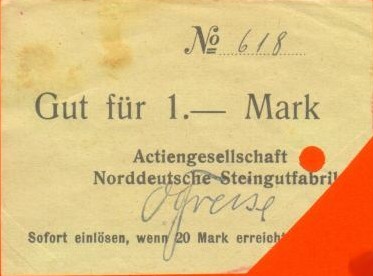 No 618
Gut für 1.— Mark
Actiengesellschaft
Norddeutsche Steingutfabrik
Sofort einlösen, wenn 20 Mark erreicht